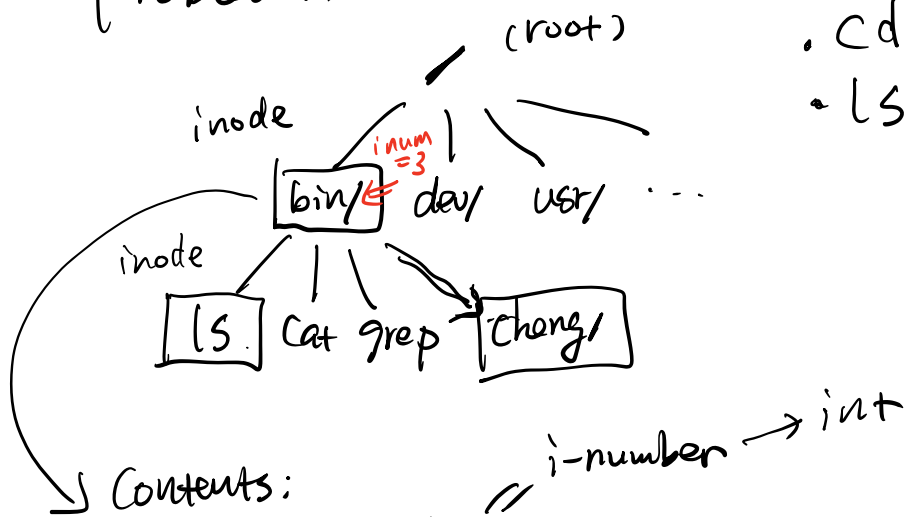 / (root)
. cd
. ls
inode
inum
=3
bin/ dev/ usr/ ...
inode
ls cat grep cheng/
i-number → int
Contents: